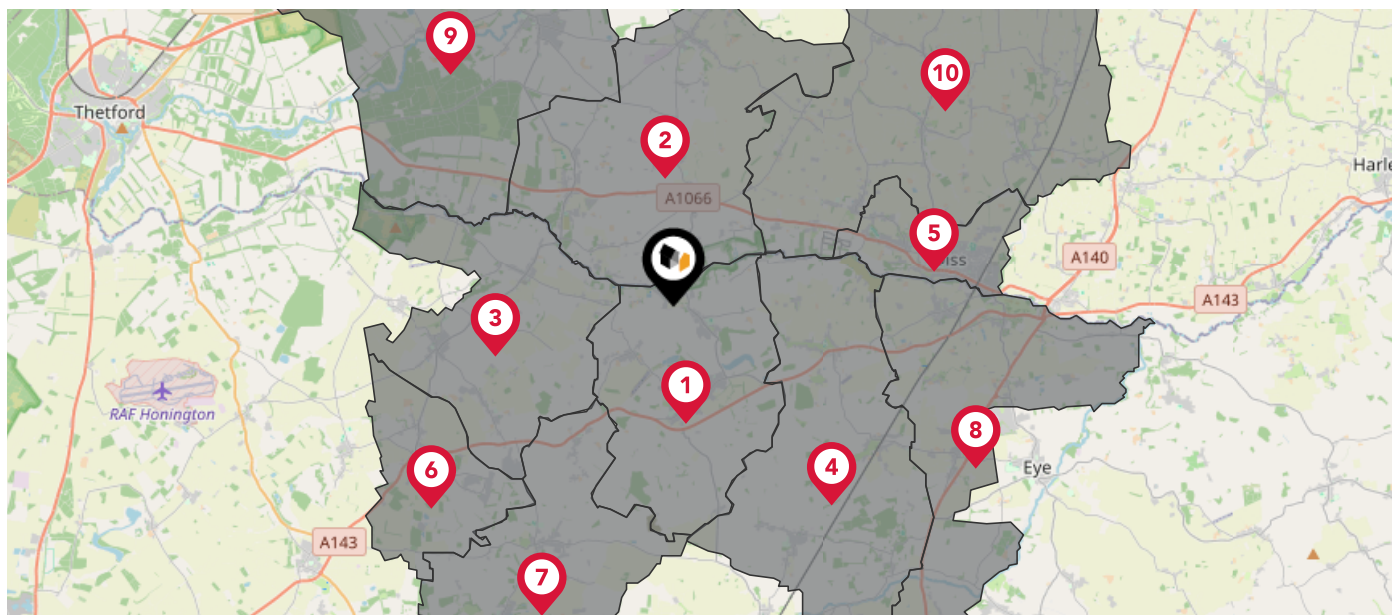 9
10
Thetford
2
Harle
A1066
5
iss
A140
A143
3
RAF Honington
1
8
6
4
Eye
A143
7